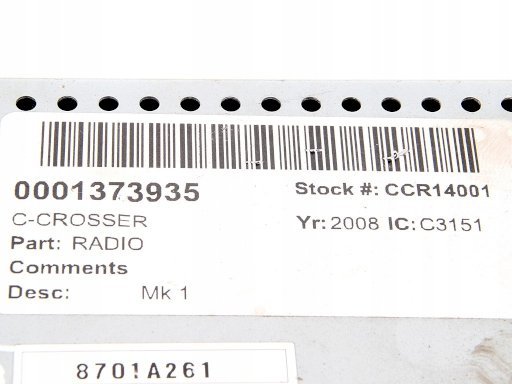 0001373935 Stock #: CCR14001
C-CROSSER Yr: 2008 IC: C3151
Part: RADIO
Comments
Desc: Mk 1
8701A261